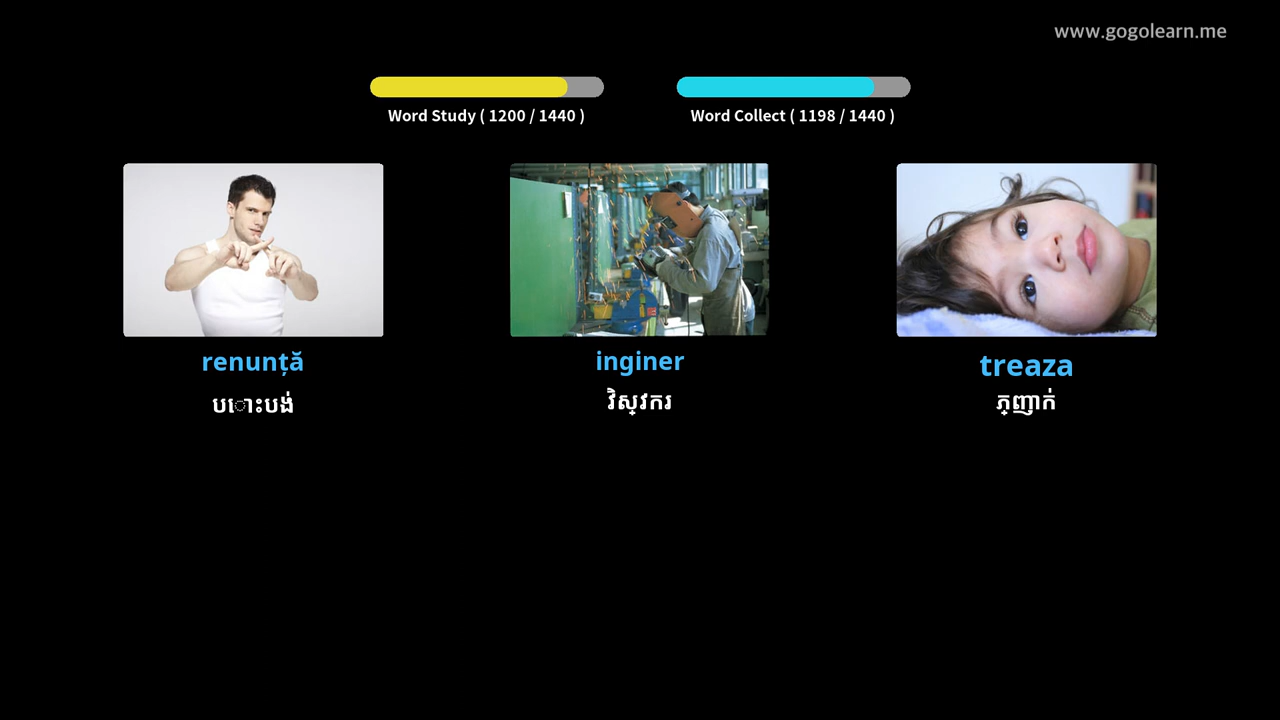 www.gogolearn.me
Word Study ( 1200 / 1440 )
Word Collect ( 1198 / 1440 )
renunță
inginer
treaza
បោះបង់
វិស្វករ
ភ្ញាក់